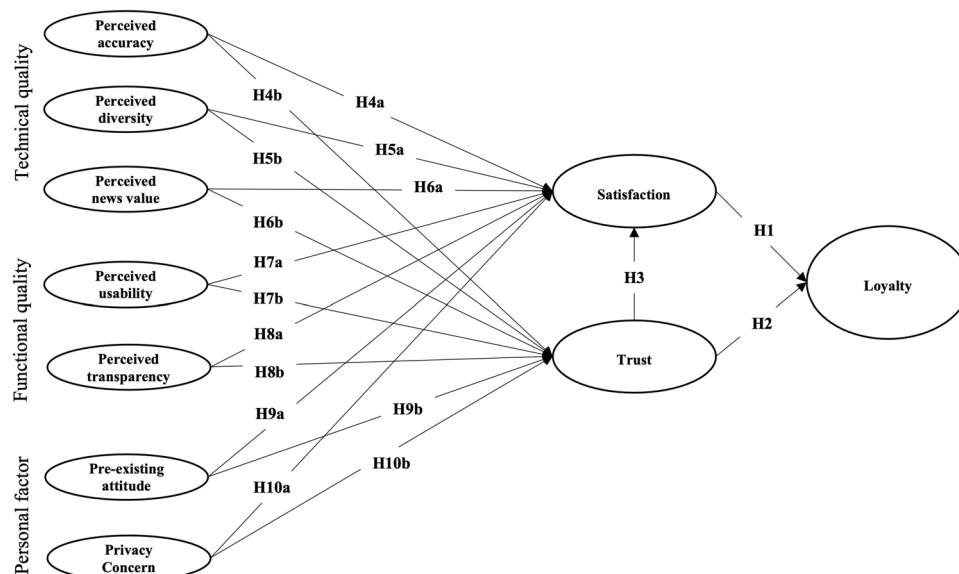 Technical quality
Perceived
accuracy
Perceived
diversity
Perceived
news value
Functional quality
Perceived
usability
Perceived
transparency
Personal factor
Pre-existing
attitude
Privacy
Concern
H4b
H4a
H5b
H5a
H6a
H6b
H7a
H7b
H8a
H8b
H9a
H9b
H10a
H10b
Satisfaction
H3
Trust
H1
H2
Loyalty